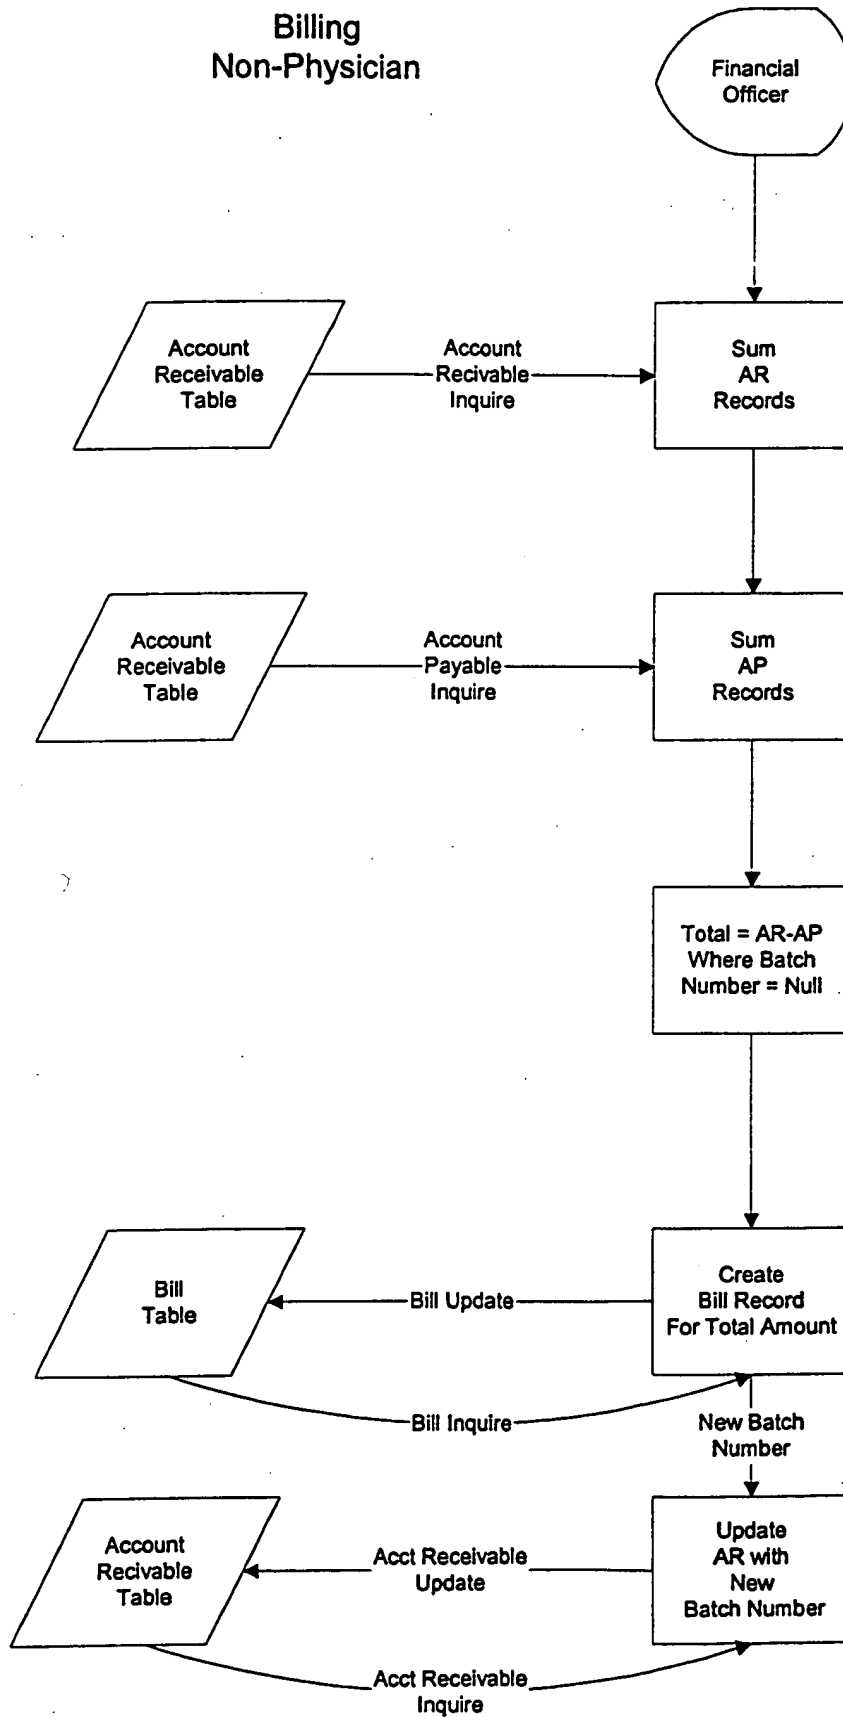 Billing
Non-Physician
Financial
Officer
Account
Receivable
Table
Account
Recivable
Inquire
Sum
AR
Records
Account
Receivable
Table
Account
Payable
Inquire
Sum
AP
Records
Total = AR-AP
Where Batch
Number = Null
Bill
Table
Bill Update
Create
Bill Record
For Total Amount
Bill Inquire
New Batch
Number
Account
Recivable
Table
Acct Receivable
Update
Update
AR with
New
Batch Number
Acct Receivable
Inquire